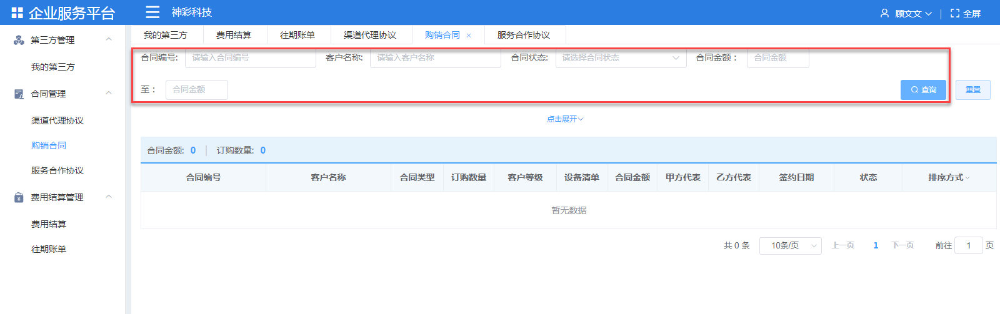 企业服务平台 神彩科技 顾文文 全屏
第三方管理
我的第三方
合同管理
渠道代理协议
购销合同
服务合作协议
费用结算管理
费用结算
往期账单
我的第三方 费用结算 往期账单 渠道代理协议 购销合同 × 服务合作协议
合同编号: 请输入合同编号 客户名称: 请输入客户名称 合同状态: 请选择合同状态 合同金额： 合同金额
至： 合同金额 查询 重置
点击展开
合同金额: 0 订购数量: 0
合同编号 客户名称 合同类型 订购数量 客户等级 设备清单 合同金额 甲方代表 乙方代表 签约日期 状态 排序方式
暂无数据
共 0 条 10条/页 上一页 1 下一页 前往 1 页